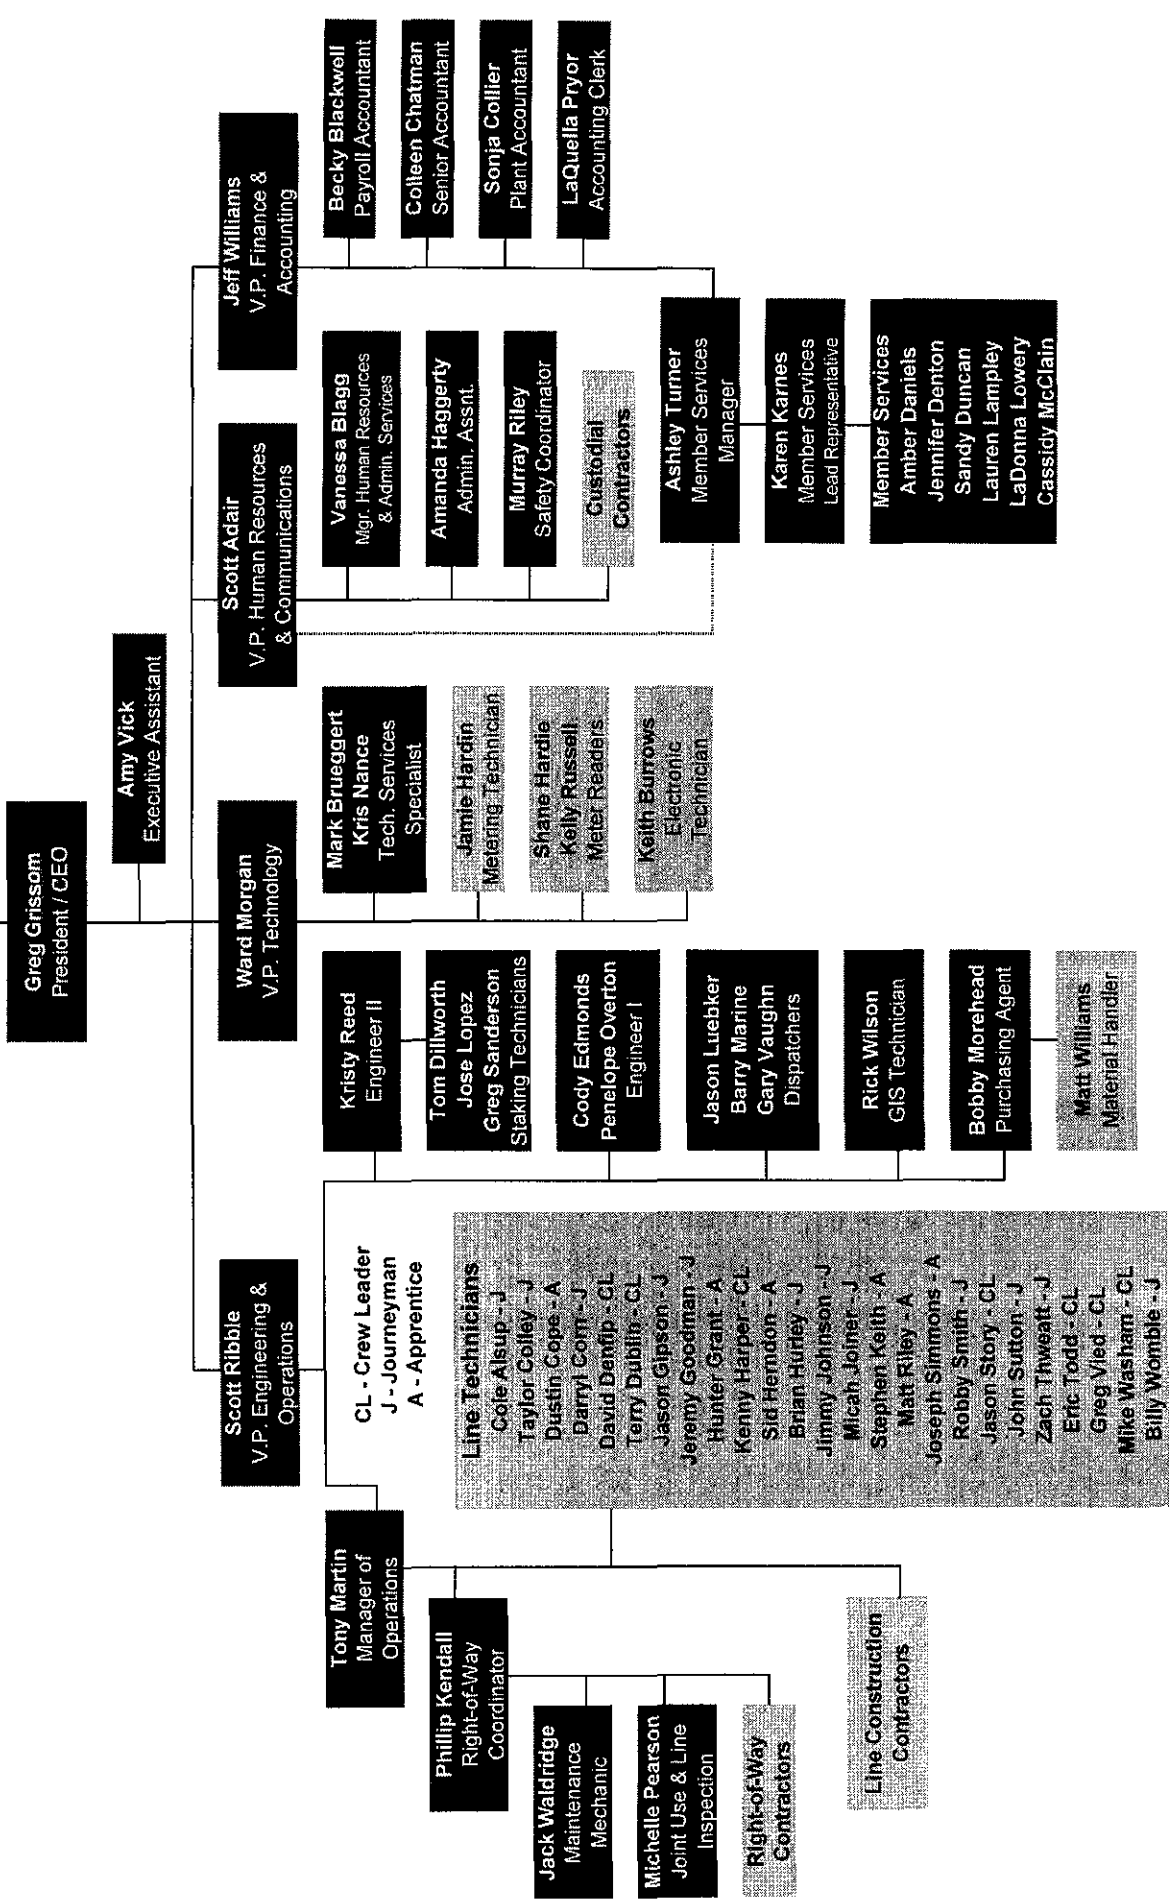 Greg Grissom
President / CEO
Amy Vick
Executive Assistant
Scott Ribble
V.P. Engineering &
Operations
Ward Morgan
V.P. Technology
Scott Adair
V.P. Human Resources
& Communications
Jeff Williams
V.P. Finance &
Accounting
Tony Martin
Manager of
Operations
Phillip Kendall
Right-of-Way
Coordinator
Jack Waldridge
Maintenance
Mechanic
Michelle Pearson
Joint Use & Line
Inspection
Right-of-Way
Contractors
Line Construction
Contractors
CL - Crew Leader
J - Journeyman
A - Apprentice
Line Technicians
Cole Alsup - J
Taylor Colley - J
Dustin Cope - A
Darryl Corn - J
David Denfip - CL
Terry Dublin - CL
Jason Gipson - J
Jeremy Goodman - J
Hunter Grant - A
Kenny Harper - CL
Sid Herndon - A
Brian Hurley - J
Jimmy Johnson - J
Micah Joiner - J
Stephen Keith - A
Matt Riley - A
Joseph Simmons - A
Robby Smith - J
Jason Story - CL
John Sutton - J
Zach Thweatt - J
Eric Todd - CL
Greg Vied - CL
Mike Washam - CL
Billy Womble - J
Kristy Reed
Engineer II
Tom Dillworth
Jose Lopez
Greg Sanderson
Staking Technicians
Cody Edmonds
Penelope Overton
Engineer I
Jason Luebker
Barry Marine
Gary Vaughn
Dispatchers
Rick Wilson
GIS Technician
Bobby Morehead
Purchasing Agent
Matt Williams
Material Handler
Mark Brueggert
Kris Nance
Tech. Services
Specialist
Jamie Hardin
Metering Technician
Shane Hardie
Kelly Russell
Meter Readers
Keith Burrows
Electronic
Technician
Vanessa Blagg
Mgr. Human Resources
& Admin. Services
Amanda Haggerty
Admin. Assnt.
Murray Riley
Safety Coordinator
Custodial
Contractors
Becky Blackwell
Payroll Accountant
Colleen Chatman
Senior Accountant
Sonja Collier
Plant Accountant
LaQuella Pryor
Accounting Clerk
Ashley Turner
Member Services
Manager
Karen Karnes
Member Services
Lead Representative
Member Services
Amber Daniels
Jennifer Denton
Sandy Duncan
Lauren Lampley
LaDonna Lowery
Cassidy McClain